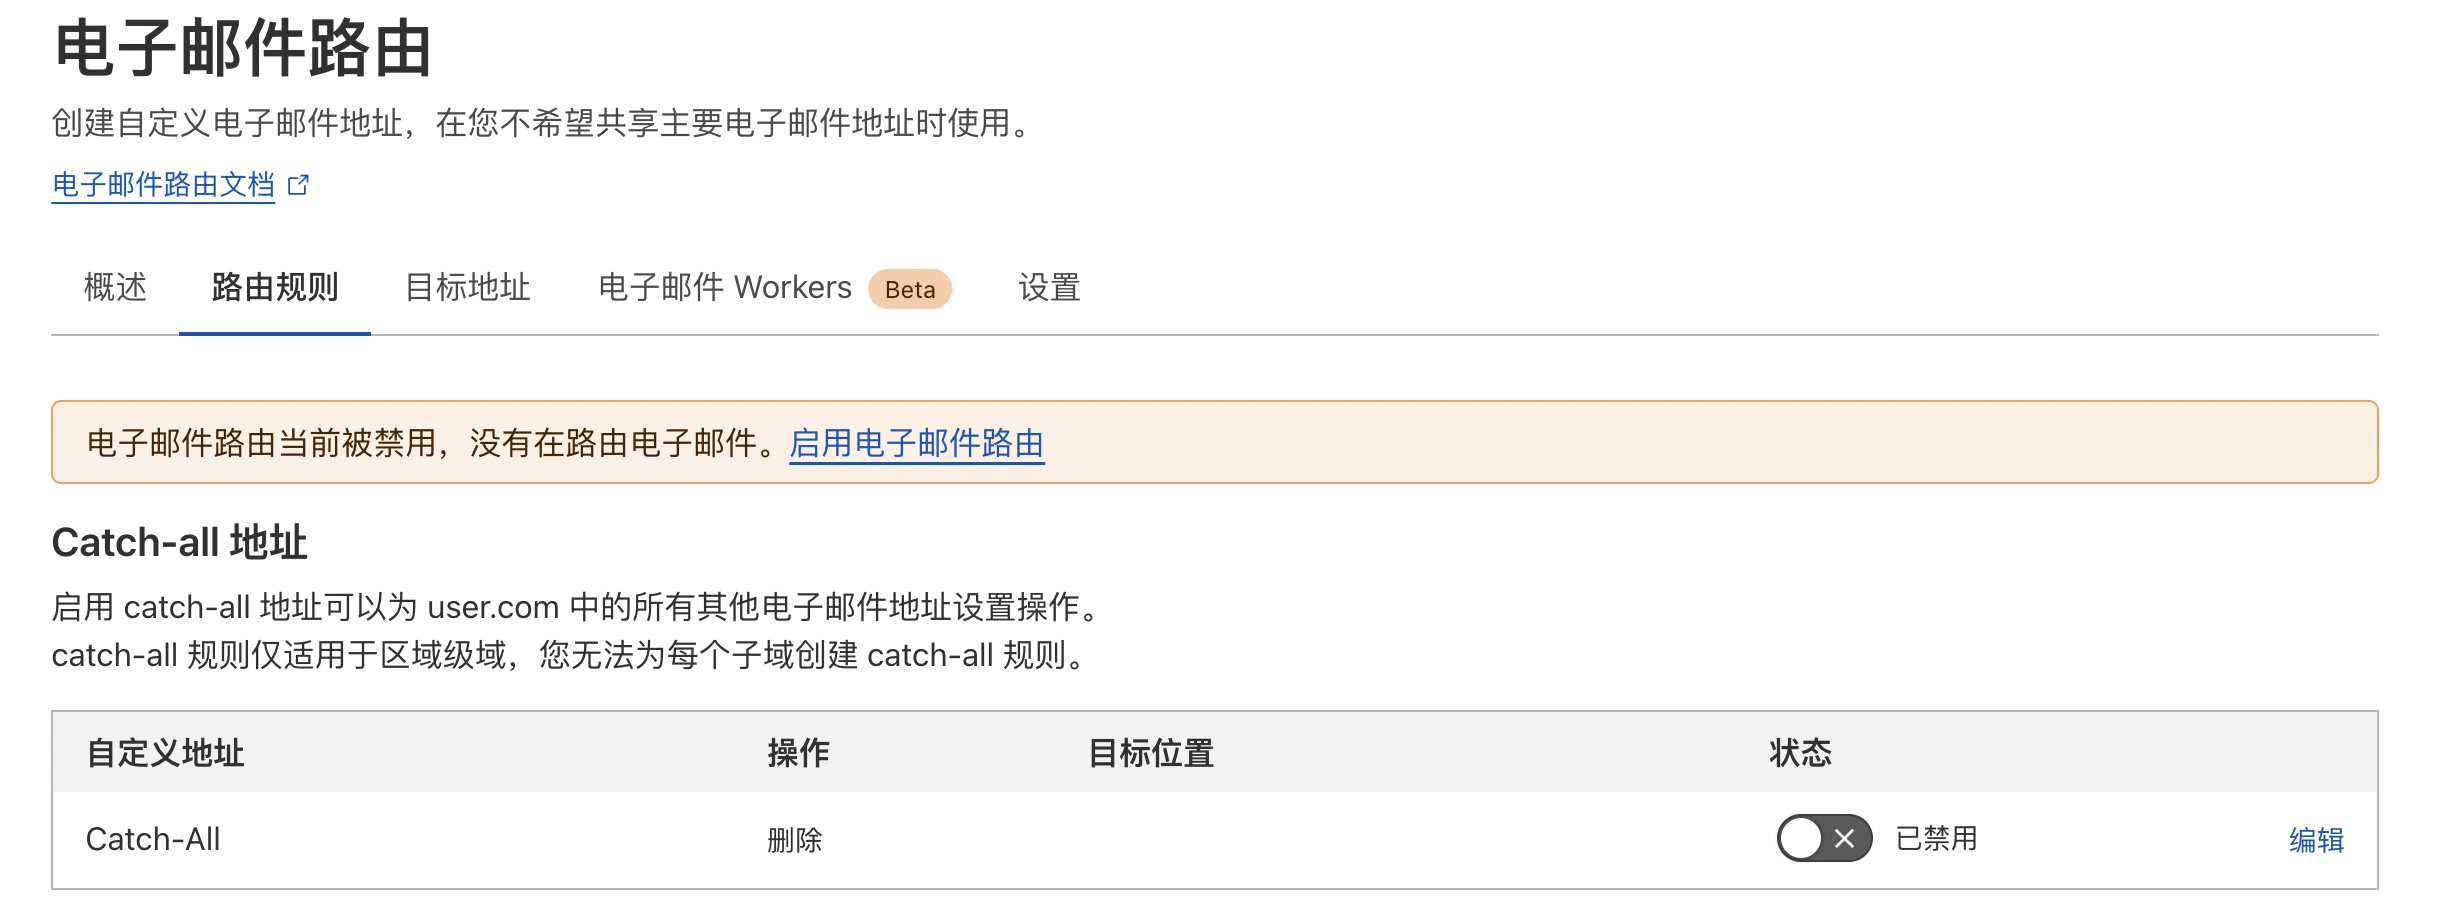 电子邮件路由
创建自定义电子邮件地址，在您不希望共享主要电子邮件地址时使用。
电子邮件路由文档
概述 路由规则 目标地址 电子邮件 Workers Beta 设置
电子邮件路由当前被禁用，没有在路由电子邮件。启用电子邮件路由
Catch-all 地址
启用 catch-all 地址可以为 user.com 中的所有其他电子邮件地址设置操作。
catch-all 规则仅适用于区域级域，您无法为每个子域创建 catch-all 规则。
自定义地址 操作 目标位置 状态
Catch-All 删除 已禁用 编辑